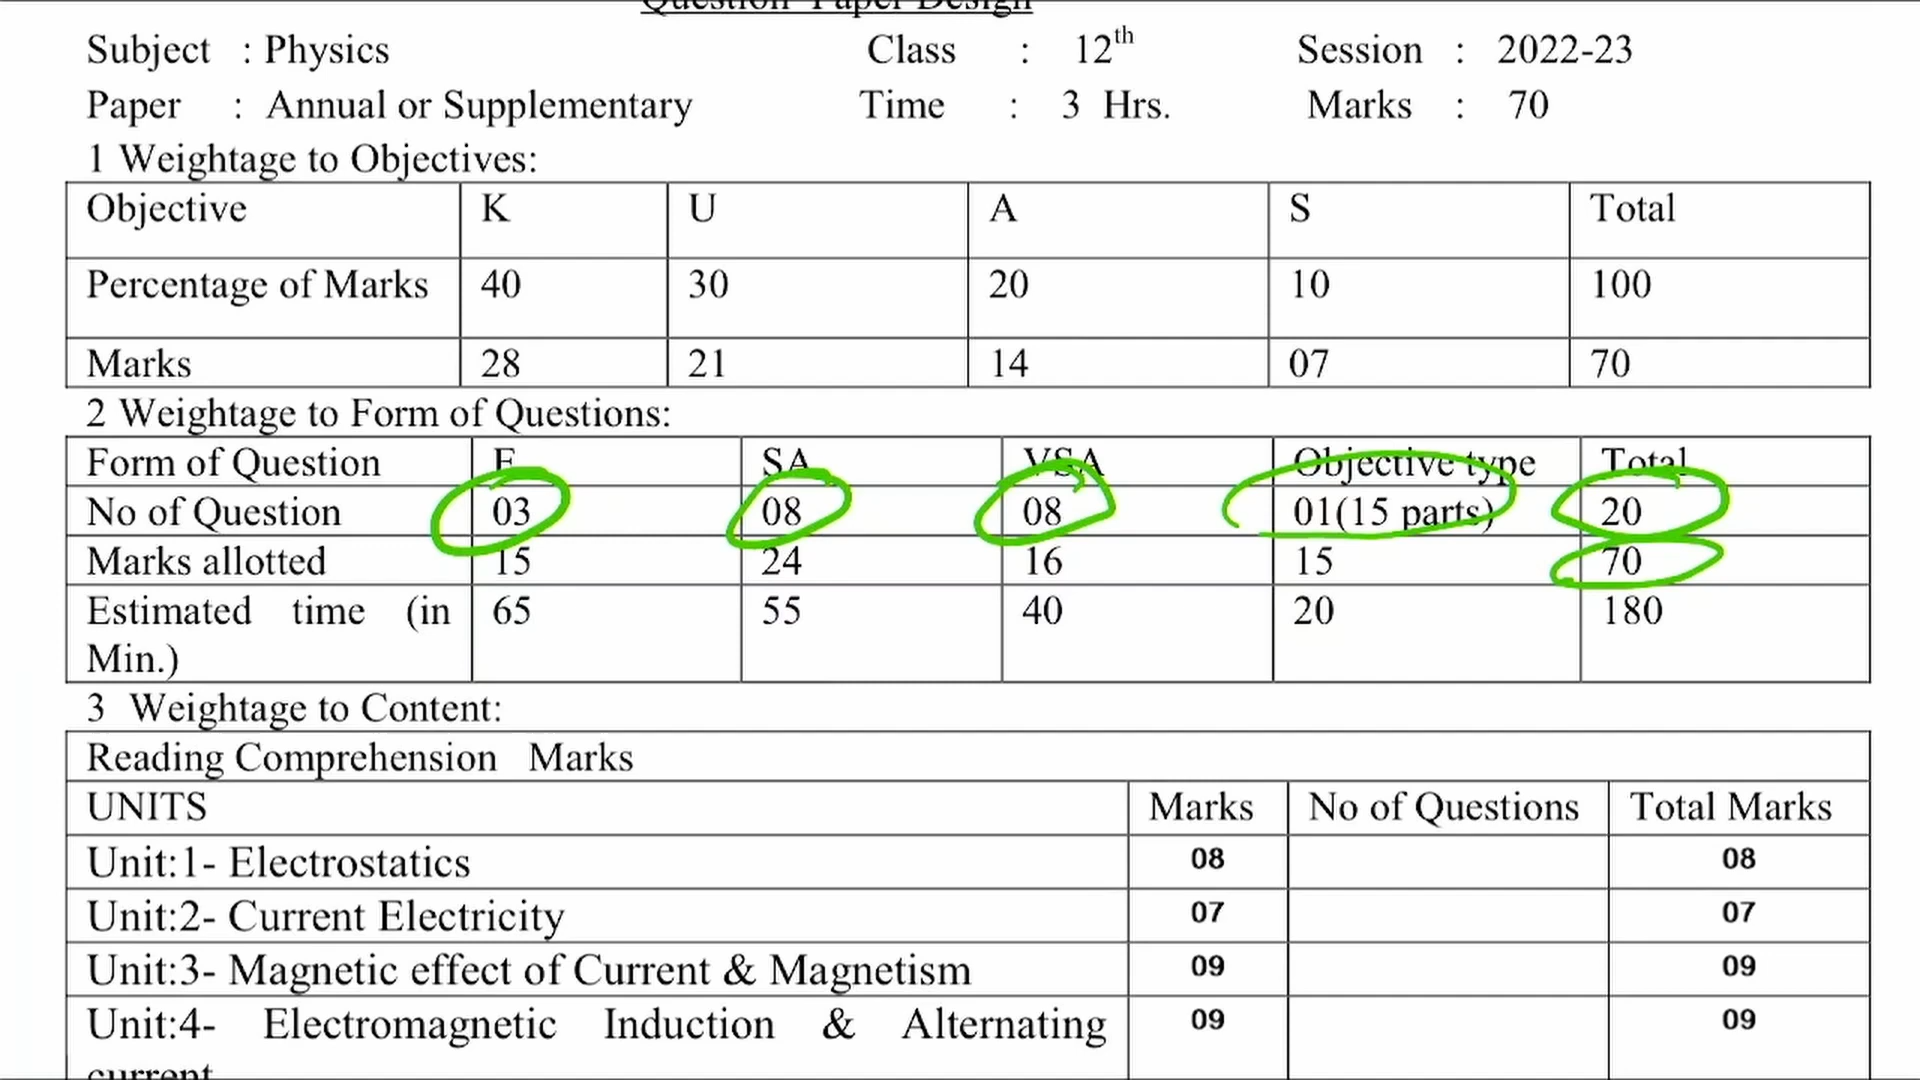 Question Paper Design
Subject : Physics Class : 12th Session : 2022-23
Paper : Annual or Supplementary Time : 3 Hrs. Marks : 70
1 Weightage to Objectives:
Objective K U A S Total
Percentage of Marks 40 30 20 10 100
Marks 28 21 14 07 70
2 Weightage to Form of Questions:
Form of Question E SA VSA Objective type Total
No of Question 03 08 08 01(15 parts) 20
Marks allotted 15 24 16 15 70
Estimated time (in 65 55 40 20 180
Min.)
3 Weightage to Content:
Reading Comprehension Marks
UNITS Marks No of Questions Total Marks
Unit:1- Electrostatics 08 08
Unit:2- Current Electricity 07 07
Unit:3- Magnetic effect of Current & Magnetism 09 09
Unit:4- Electromagnetic Induction & Alternating 09 09
current